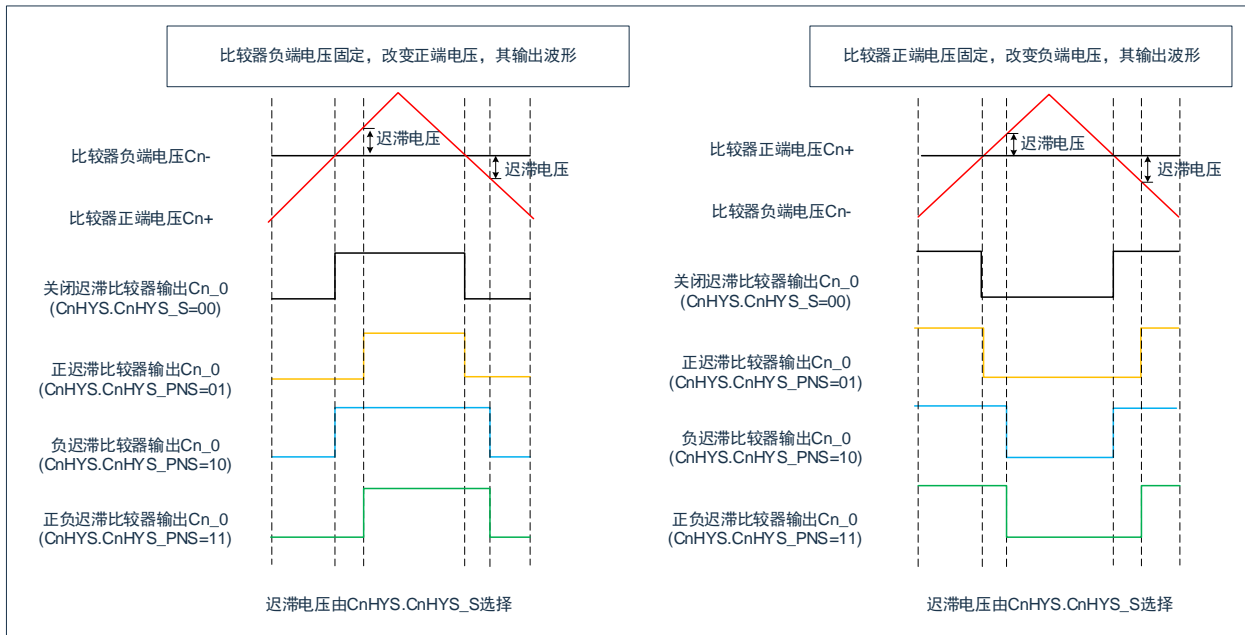 比较器负端电压固定，改变正端电压，其输出波形
迟滞电压
比较器负端电压Cn-
迟滞电压
比较器正端电压Cn+
关闭迟滞比较器输出Cn_0
(CnHYS.CnHYS_S=00)
正迟滞比较器输出Cn_0
(CnHYS.CnHYS_PNS=01)
负迟滞比较器输出Cn_0
(CnHYS.CnHYS_PNS=10)
正负迟滞比较器输出Cn_0
(CnHYS.CnHYS_PNS=11)
迟滞电压由CnHYS.CnHYS_S选择
比较器正端电压固定，改变负端电压，其输出波形
迟滞电压
比较器正端电压Cn+
迟滞电压
比较器负端电压Cn-
关闭迟滞比较器输出Cn_0
(CnHYS.CnHYS_S=00)
正迟滞比较器输出Cn_0
(CnHYS.CnHYS_PNS=01)
负迟滞比较器输出Cn_0
(CnHYS.CnHYS_PNS=10)
正负迟滞比较器输出Cn_0
(CnHYS.CnHYS_PNS=11)
迟滞电压由CnHYS.CnHYS_S选择